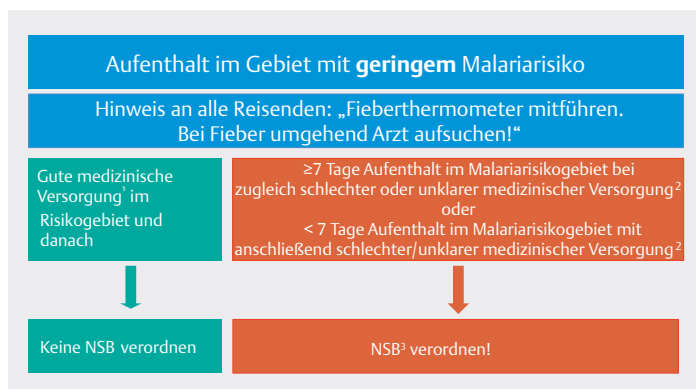 Aufenthalt im Gebiet mit geringem Malariarisiko
Hinweis an alle Reisenden: „Fieberthermometer mitführen.
Bei Fieber umgehend Arzt aufsuchen!“
Gute medizinische
Versorgung¹ im
Risikogebiet und
danach
≥7 Tage Aufenthalt im Malariarisikogebiet bei
zugleich schlechter oder unklarer medizinischer Versorgung²
oder
< 7 Tage Aufenthalt im Malariarisikogebiet mit
anschließend schlechter/unklarer medizinischer Versorgung²
Keine NSB verordnen
NSB³ verordnen!